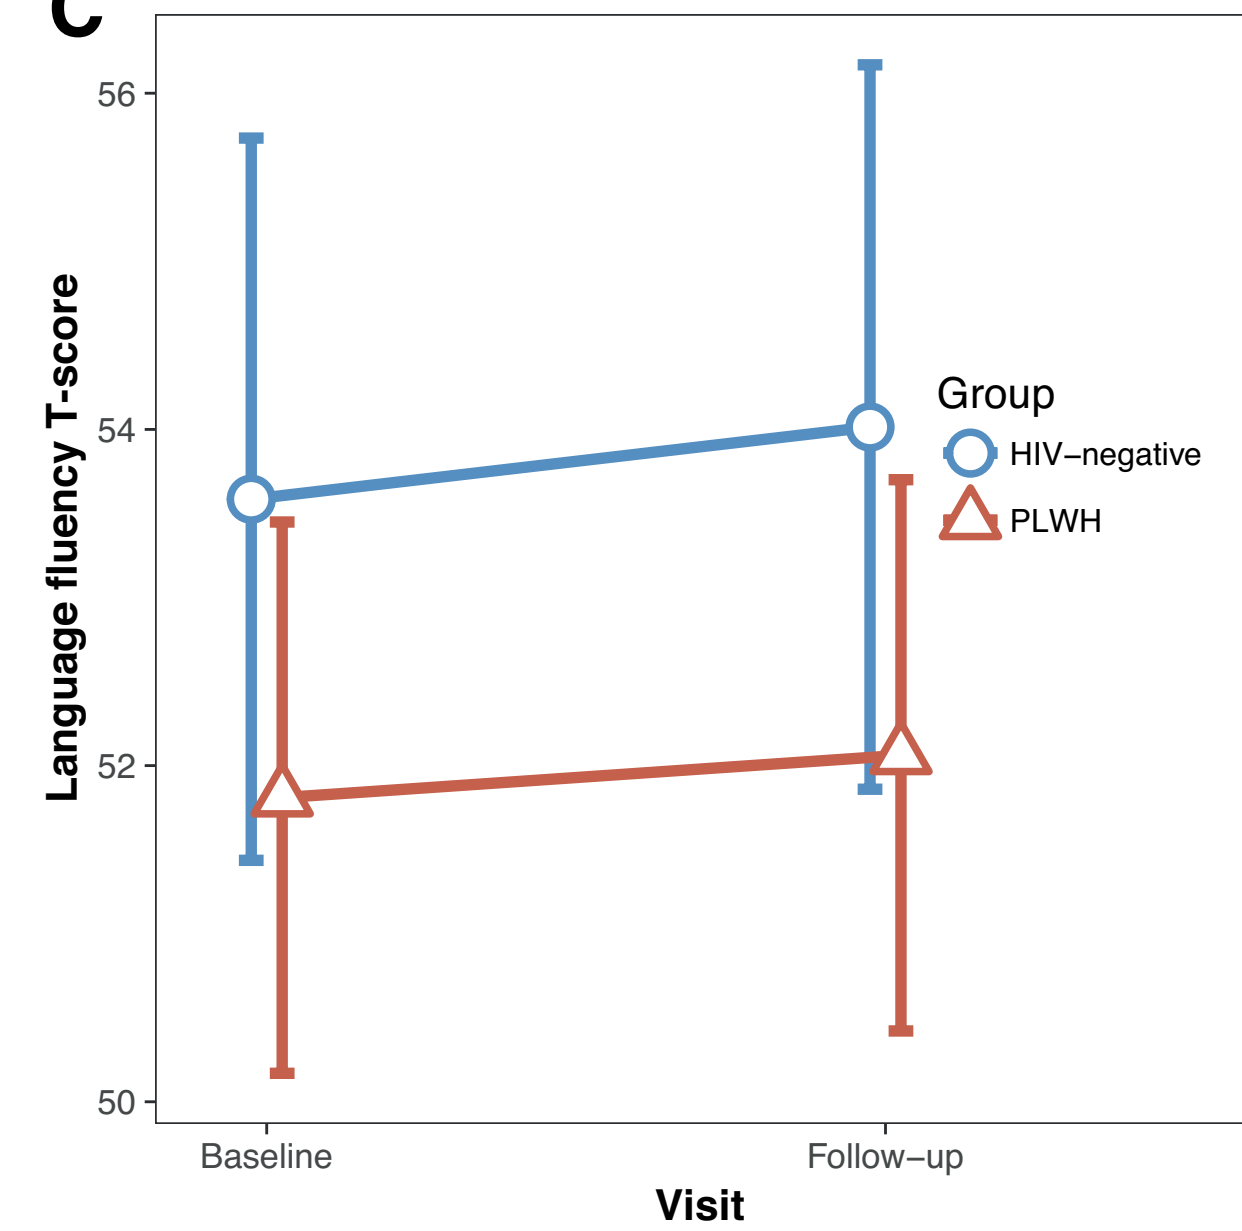 C
56
54
52
50
Language fluency T-score
Group
HIV−negative
PLWH
Baseline
Follow−up
Visit